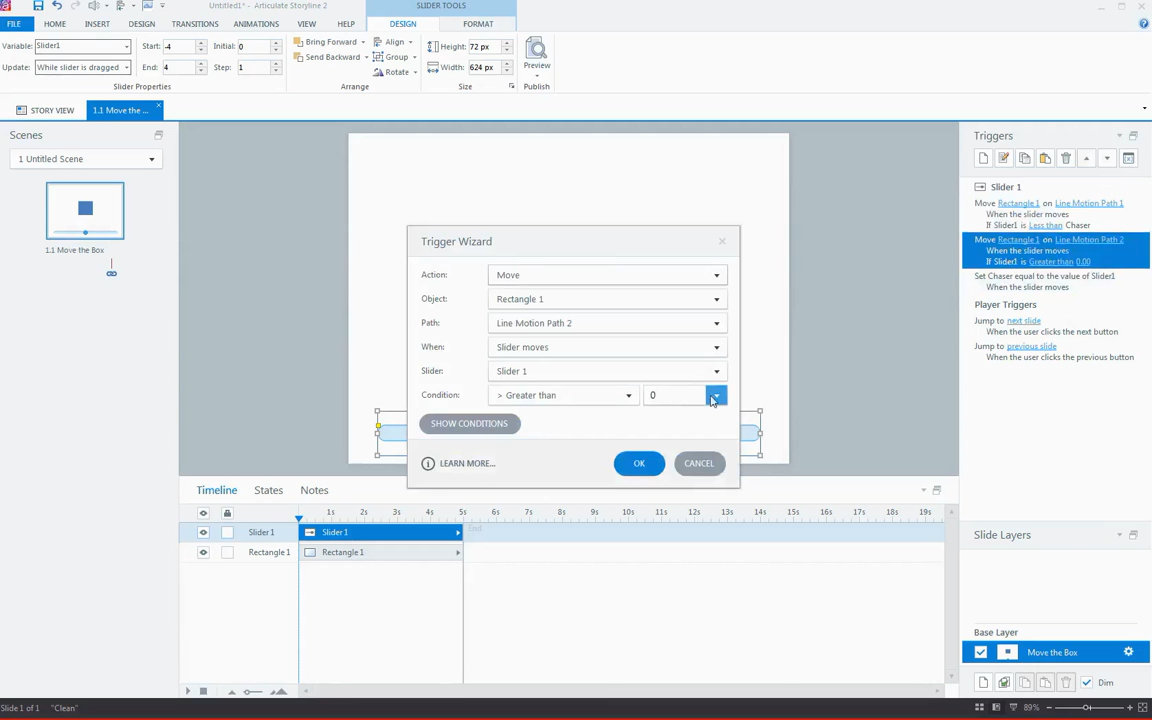 Untitled1* - Articulate Storyline 2
SLIDER TOOLS
FILE HOME INSERT DESIGN TRANSITIONS ANIMATIONS VIEW HELP DESIGN FORMAT
Variable: Slider1 Start: -4 Initial: 0 Bring Forward Align Height: 72 px
Update: While slider is dragged End: 4 Step: 1 Send Backward Group Width: 624 px Preview
Rotate
Slider Properties Arrange Size Publish
STORY VIEW 1.1 Move the ...
Scenes
1 Untitled Scene
1.1 Move the Box
Trigger Wizard
Action: Move
Object: Rectangle 1
Path: Line Motion Path 2
When: Slider moves
Slider: Slider 1
Condition: > Greater than 0
SHOW CONDITIONS
LEARN MORE... OK CANCEL
Triggers
Slider 1
Move Rectangle 1 on Line Motion Path 1
When the slider moves
If Slider1 is Less than Chaser
Move Rectangle 1 on Line Motion Path 2
When the slider moves
If Slider1 is Greater than 0.00
Set Chaser equal to the value of Slider1
When the slider moves
Player Triggers
Jump to next slide
When the user clicks the next button
Jump to previous slide
When the user clicks the previous button
Timeline States Notes
1s 2s 3s 4s 5s 6s 7s 8s 9s 10s 11s 12s 13s 14s 15s 16s 17s 18s 19s
Slider 1 Slider 1 End
Rectangle 1 Rectangle 1
Slide Layers
Base Layer
Move the Box
Dim
Slide 1 of 1 "Clean" 89%